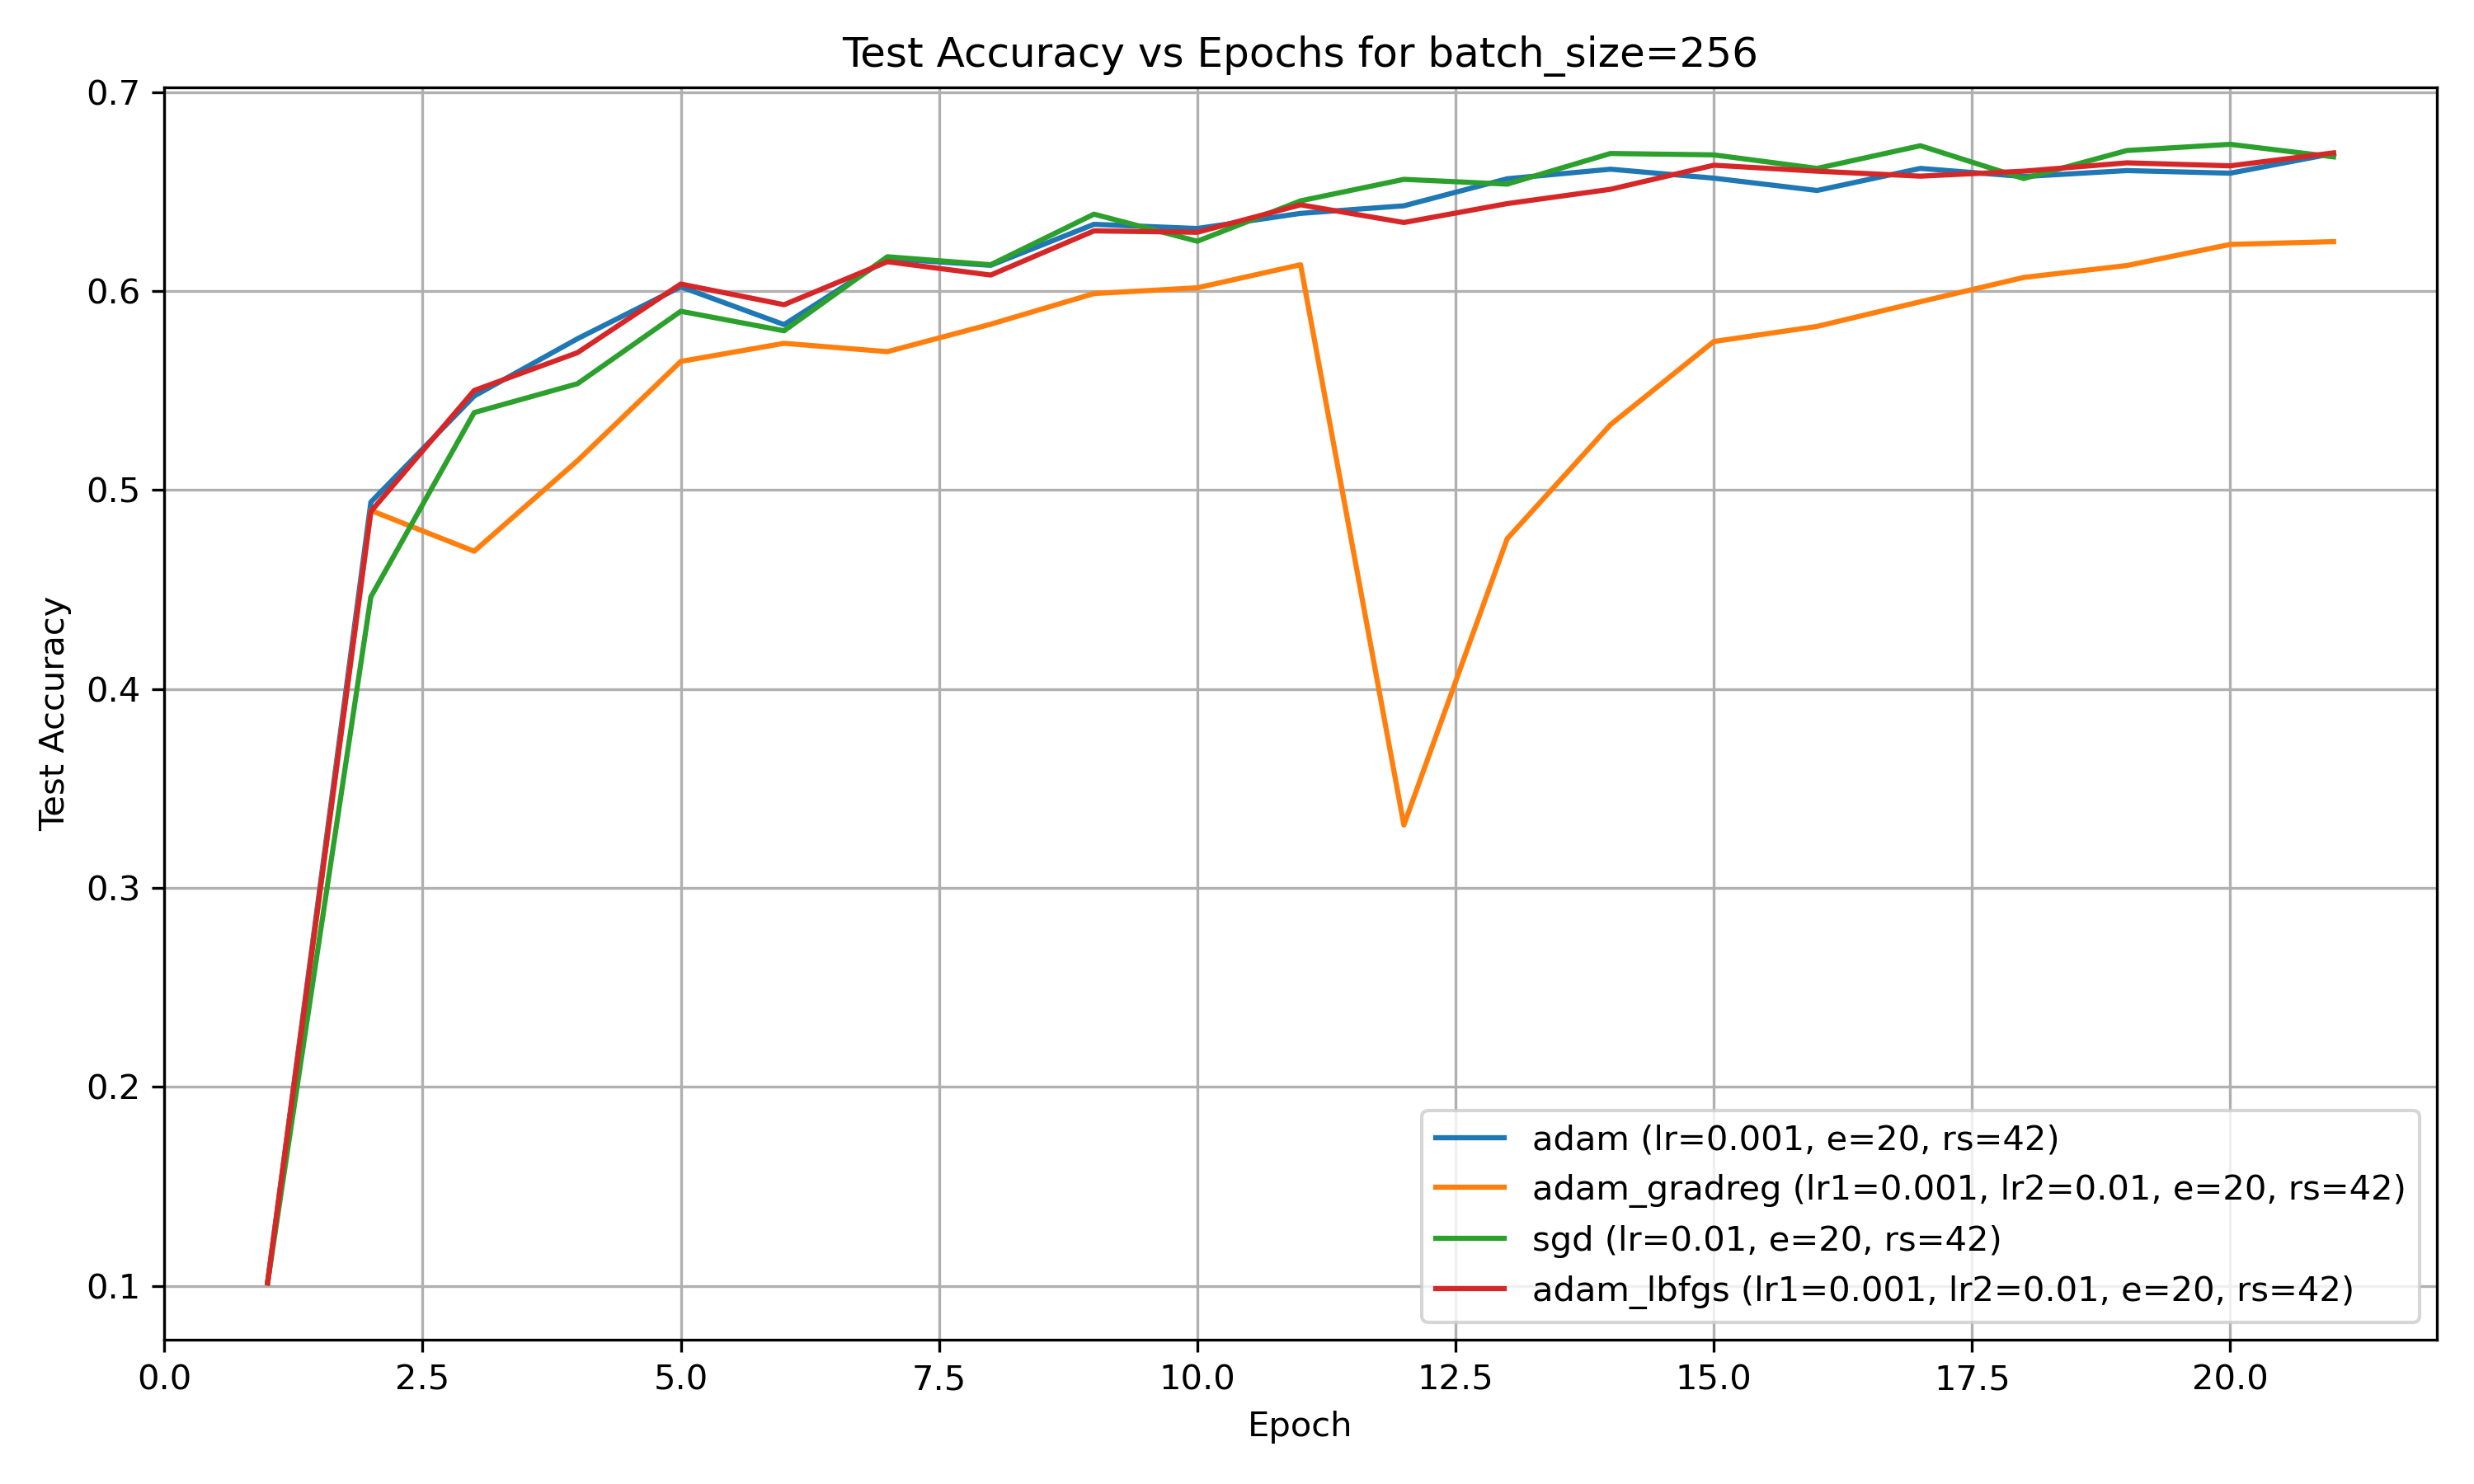 Test Accuracy vs Epochs for batch_size=256
0.7
0.6
0.5
0.4
0.3
0.2
0.1
Test Accuracy
0.0 2.5 5.0 7.5 10.0 12.5 15.0 17.5 20.0
Epoch
adam (lr=0.001, e=20, rs=42)
adam_gradreg (lr1=0.001, lr2=0.01, e=20, rs=42)
sgd (lr=0.01, e=20, rs=42)
adam_lbfgs (lr1=0.001, lr2=0.01, e=20, rs=42)